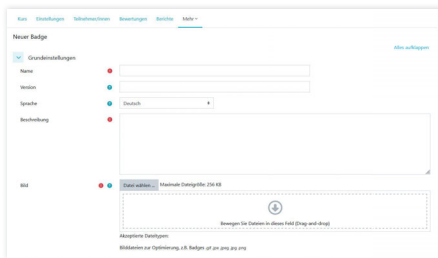 Kurs Einstellungen Teilnehmer/innen Bewertungen Berichte Mehr
Neuer Badge
Alles aufklappen
Grundeinstellungen
Name
Version
Sprache Deutsch
Beschreibung
Bild Datei wählen... Maximale Dateigröße: 256 KB
Bewegen Sie Dateien in dieses Feld (Drag-and-drop)
Akzeptierte Dateitypen:
Bilddateien zur Optimierung, z.B. Badges .gif .jpe .jpeg .jpg .png